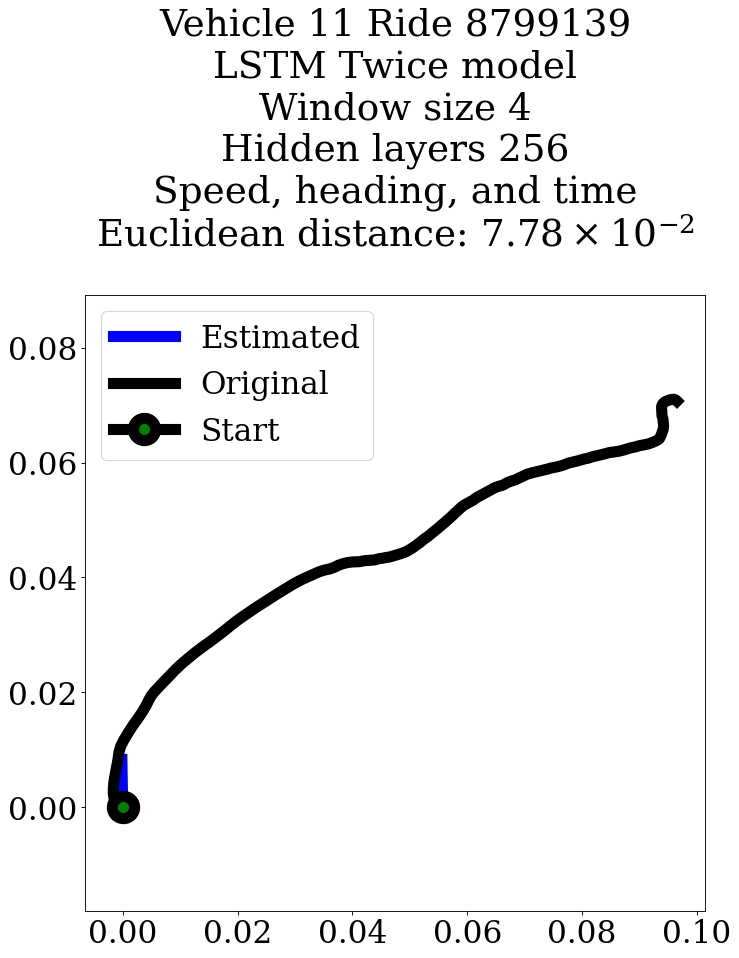 Vehicle 11 Ride 8799139
LSTM Twice model
Window size 4
Hidden layers 256
Speed, heading, and time
Euclidean distance: 7.78 × 10⁻²
Estimated
Original
Start
0.08
0.06
0.04
0.02
0.00
0.00 0.02 0.04 0.06 0.08 0.10